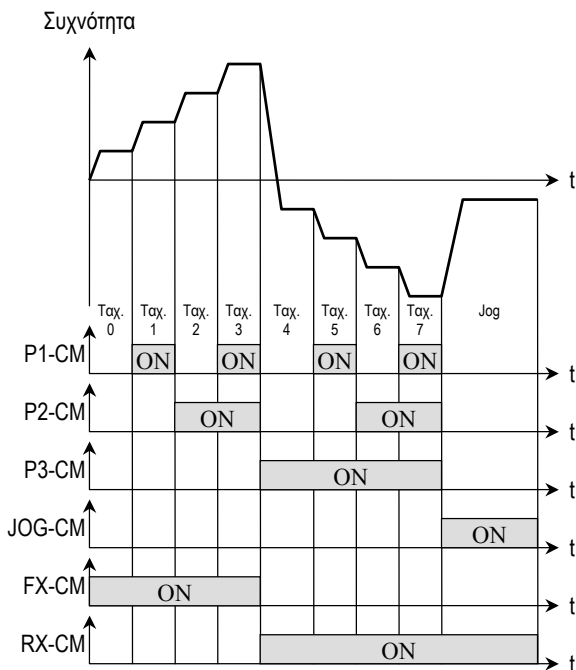 Συχνότητα
t
Ταχ. Ταχ. Ταχ. Ταχ. Ταχ. Ταχ. Ταχ. Ταχ. Jog
0 1 2 3 4 5 6 7
P1-CM ON ON ON ON t
P2-CM ON ON t
P3-CM ON t
JOG-CM ON t
FX-CM ON t
RX-CM ON t